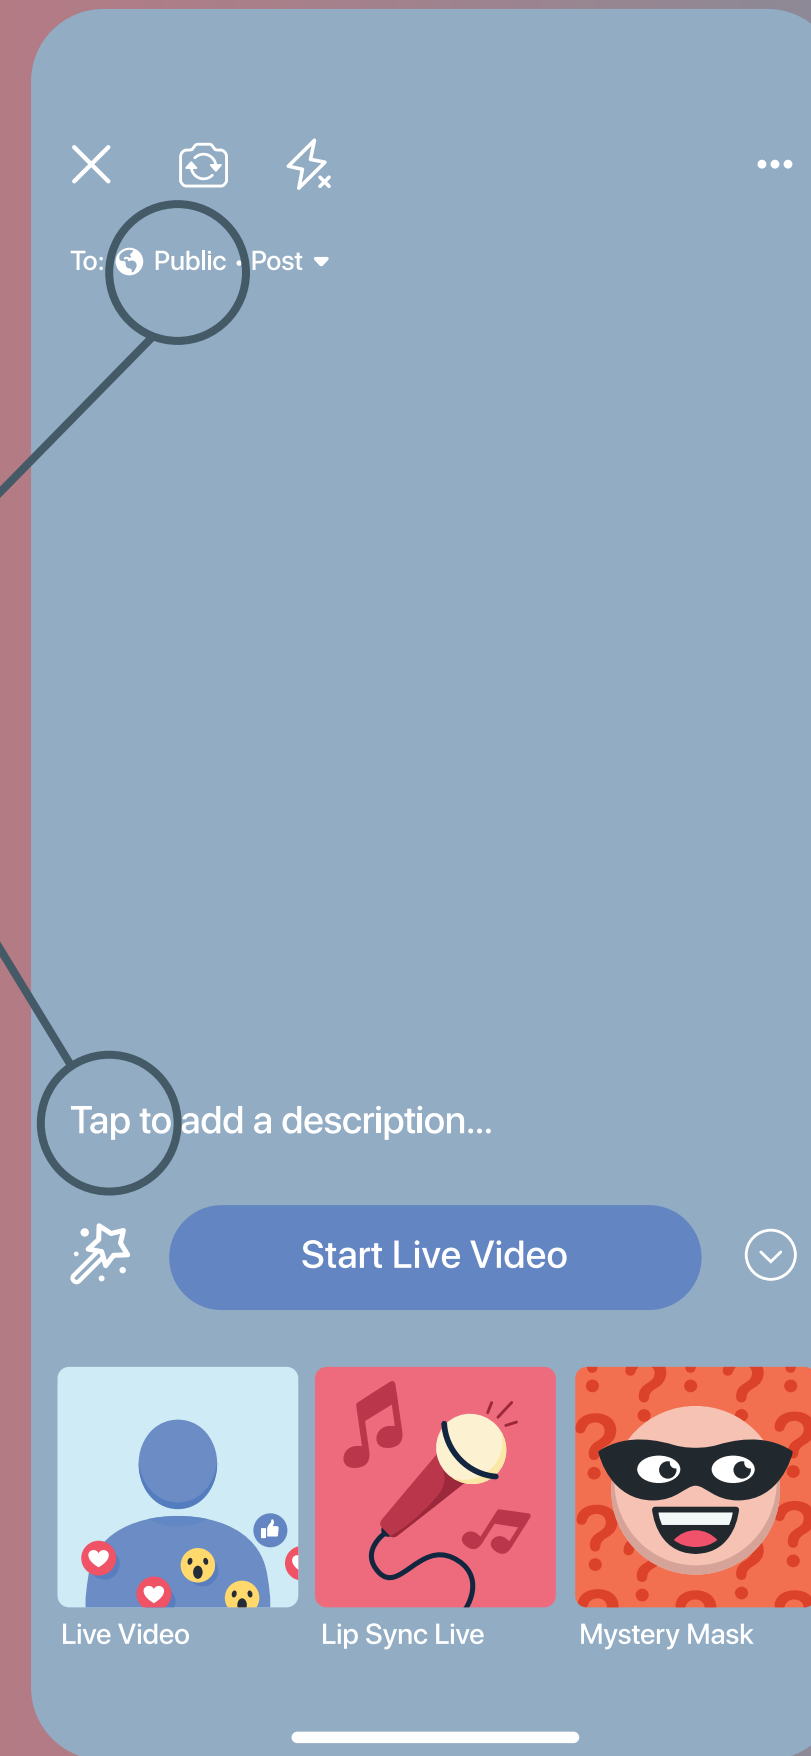 To: Public · Post
Tap to add a description...
Start Live Video
Live Video Lip Sync Live Mystery Mask